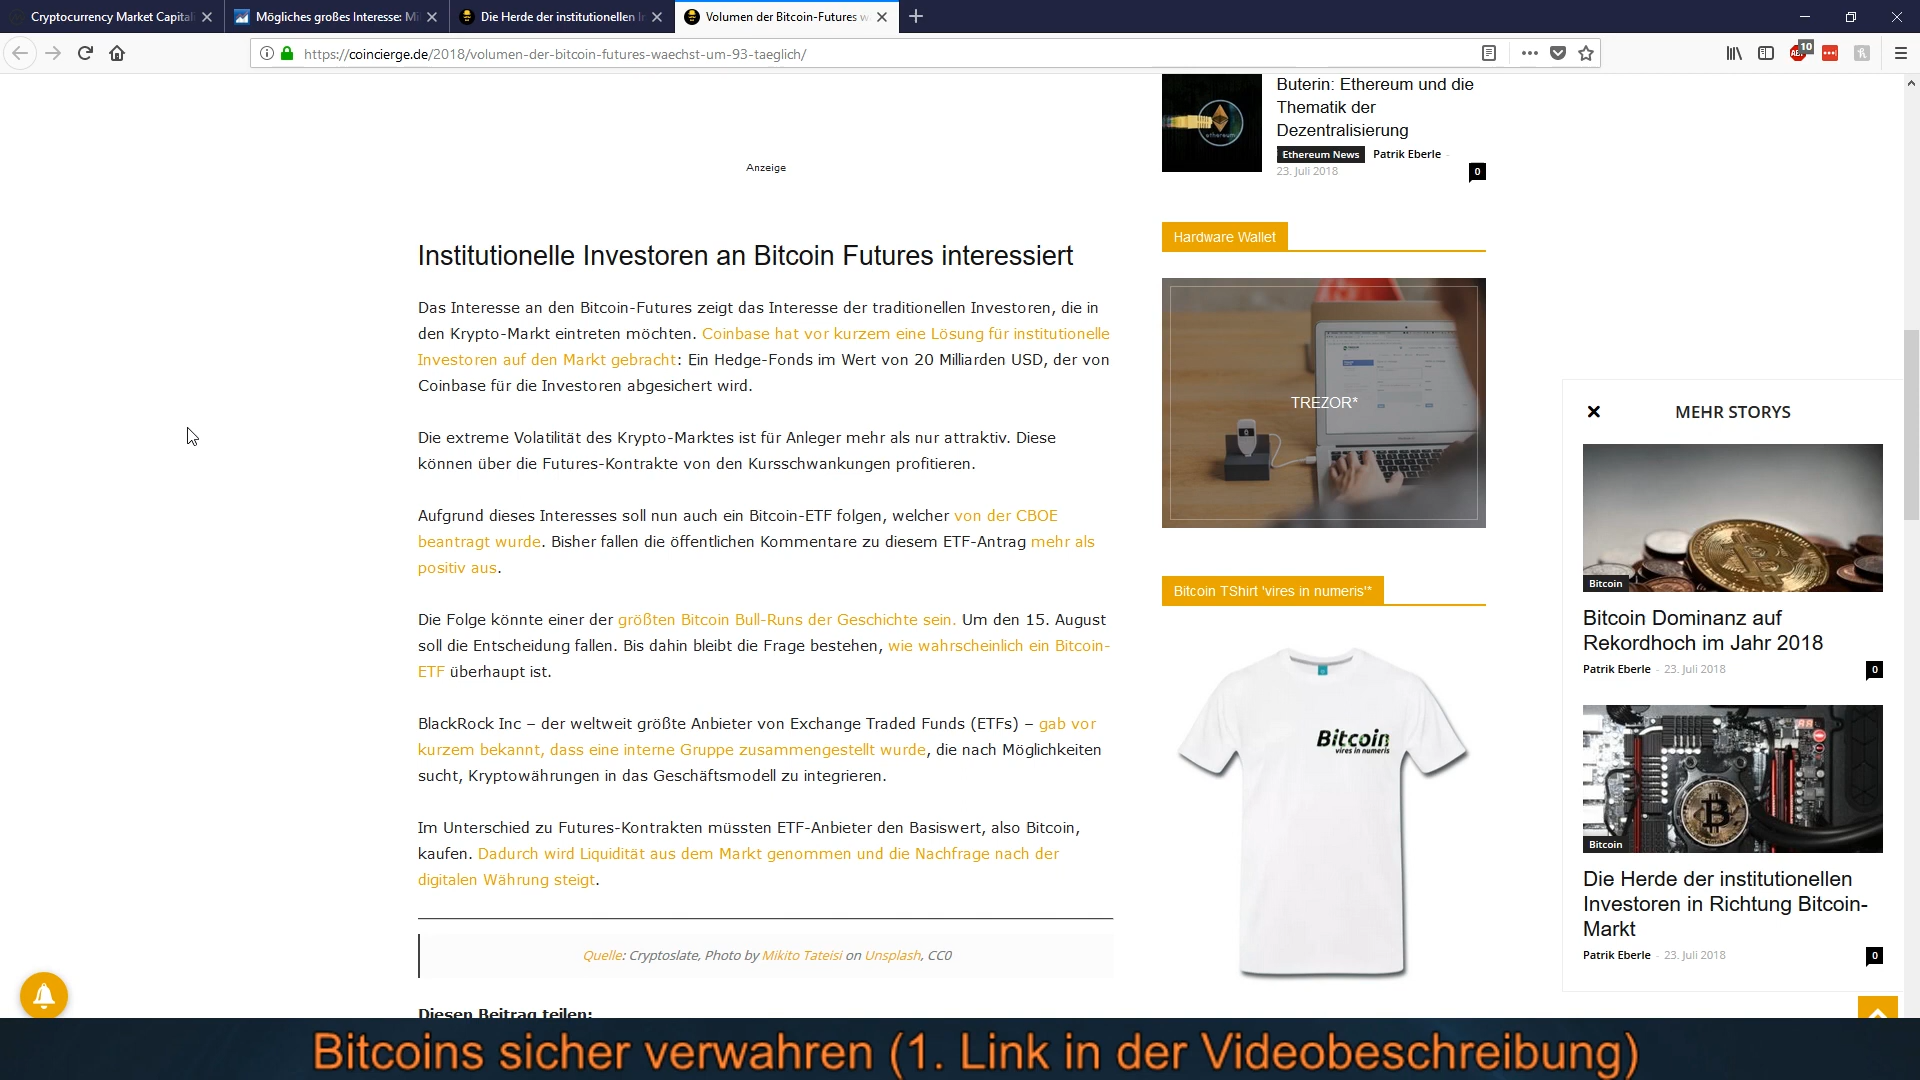 Cryptocurrency Market Capital
Mögliches großes Interesse: Mi
Die Herde der institutionellen I
Volumen der Bitcoin-Futures w
https://coincierge.de/2018/volumen-der-bitcoin-futures-waechst-um-93-taeglich/
10
Anzeige
Institutionelle Investoren an Bitcoin Futures interessiert
Das Interesse an den Bitcoin-Futures zeigt das Interesse der traditionellen Investoren, die in
den Krypto-Markt eintreten möchten. Coinbase hat vor kurzem eine Lösung für institutionelle
Investoren auf den Markt gebracht: Ein Hedge-Fonds im Wert von 20 Milliarden USD, der von
Coinbase für die Investoren abgesichert wird.
Die extreme Volatilität des Krypto-Marktes ist für Anleger mehr als nur attraktiv. Diese
können über die Futures-Kontrakte von den Kursschwankungen profitieren.
Aufgrund dieses Interesses soll nun auch ein Bitcoin-ETF folgen, welcher von der CBOE
beantragt wurde. Bisher fallen die öffentlichen Kommentare zu diesem ETF-Antrag mehr als
positiv aus.
Die Folge könnte einer der größten Bitcoin Bull-Runs der Geschichte sein. Um den 15. August
soll die Entscheidung fallen. Bis dahin bleibt die Frage bestehen, wie wahrscheinlich ein Bitcoin-
ETF überhaupt ist.
BlackRock Inc – der weltweit größte Anbieter von Exchange Traded Funds (ETFs) – gab vor
kurzem bekannt, dass eine interne Gruppe zusammengestellt wurde, die nach Möglichkeiten
sucht, Kryptowährungen in das Geschäftsmodell zu integrieren.
Im Unterschied zu Futures-Kontrakten müssten ETF-Anbieter den Basiswert, also Bitcoin,
kaufen. Dadurch wird Liquidität aus dem Markt genommen und die Nachfrage nach der
digitalen Währung steigt.
Quelle: Cryptoslate, Photo by Mikito Tateisi on Unsplash, CC0
Diesen Beitrag teilen:
Buterin: Ethereum und die
Thematik der
Dezentralisierung
Ethereum News Patrik Eberle -
23. Juli 2018
0
ethereum
Hardware Wallet
TREZOR*
Bitcoin TShirt 'vires in numeris'*
Bitcoin
vires in numeris
MEHR STORYS
Bitcoin
Bitcoin Dominanz auf
Rekordhoch im Jahr 2018
Patrik Eberle - 23. Juli 2018
0
Bitcoin
Die Herde der institutionellen
Investoren in Richtung Bitcoin-
Markt
Patrik Eberle - 23. Juli 2018
0
Bitcoins sicher verwahren (1. Link in der Videobeschreibung)